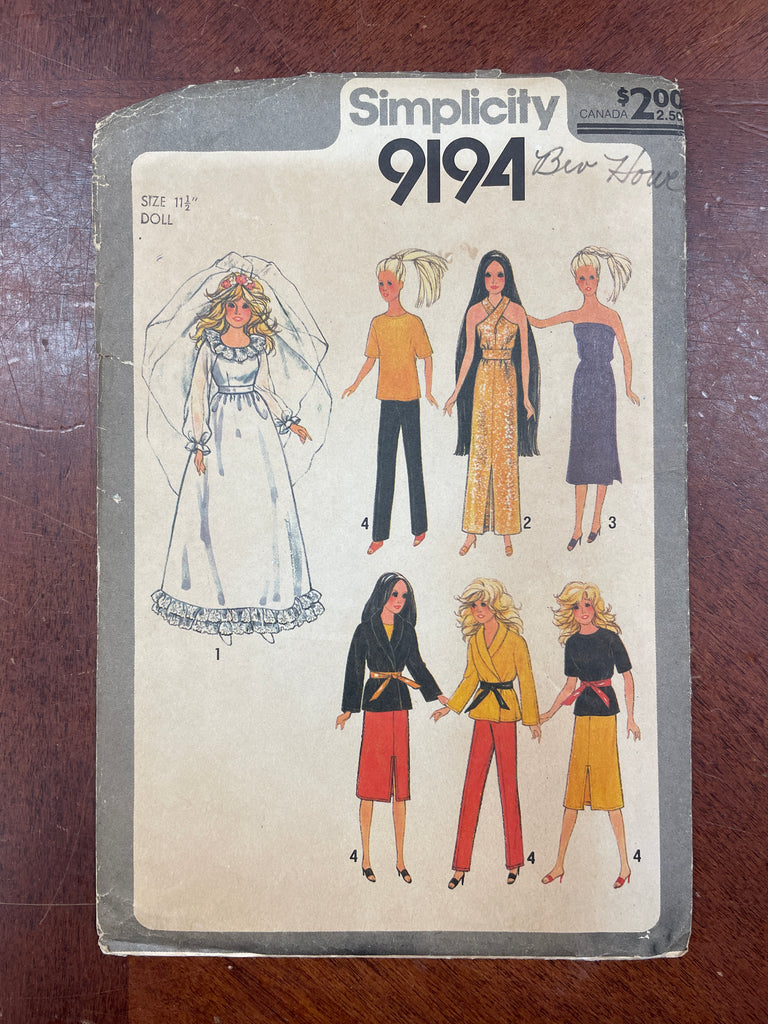 Simplicity
9194
$2.00
CANADA 2.50
Bev Howe
SIZE 11½"
DOLL
1
4
2
3
4
4
4